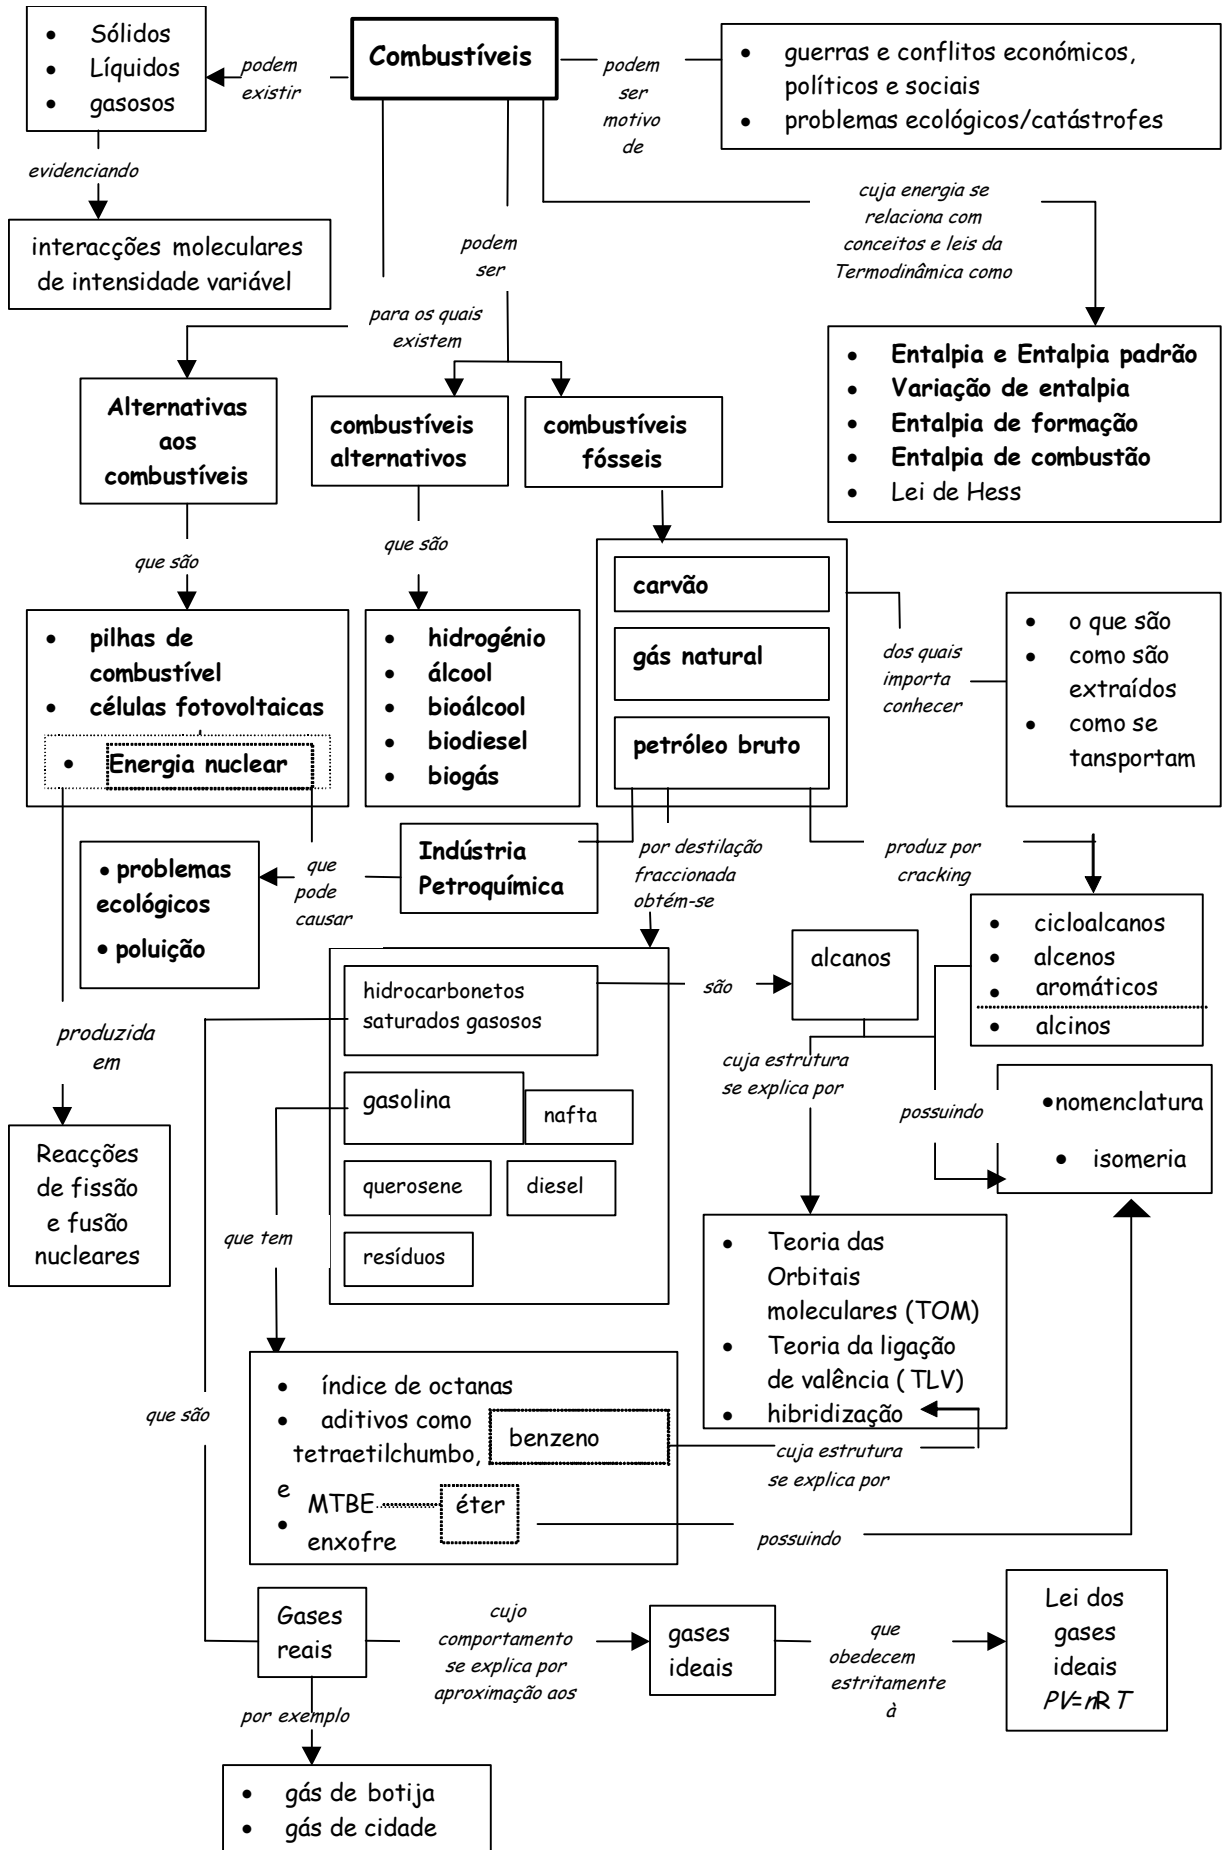 • Sólidos
• Líquidos
• gasosos
podem
existir
Combustíveis
podem
ser
motivo
de
• guerras e conflitos económicos,
políticos e sociais
• problemas ecológicos/catástrofes
evidenciando
interacções moleculares
de intensidade variável
cuja energia se
relaciona com
conceitos e leis da
Termodinâmica como
podem
ser
para os quais
existem
• Entalpia e Entalpia padrão
• Variação de entalpia
• Entalpia de formação
• Entalpia de combustão
• Lei de Hess
Alternativas
aos
combustíveis
combustíveis
alternativos
combustíveis
fósseis
que são
que são
• pilhas de
combustível
• células fotovoltaicas
• Energia nuclear
• hidrogénio
• álcool
• bioálcool
• biodiesel
• biogás
carvão
gás natural
petróleo bruto
dos quais
importa
conhecer
• o que são
• como são
extraídos
• como se
tansportam
• problemas
ecológicos
• poluição
que
pode
causar
Indústria
Petroquímica
por destilação
fraccionada
obtém-se
produz por
cracking
• cicloalcanos
• alcenos
• aromáticos
• alcinos
hidrocarbonetos
saturados gasosos
são
alcanos
produzida
em
cuja estrutura
se explica por
possuindo
•nomenclatura
• isomeria
gasolina
nafta
querosene
diesel
resíduos
Reacções
de fissão
e fusão
nucleares
que tem
• Teoria das
Orbitais
moleculares (TOM)
• Teoria da ligação
de valência ( TLV)
• hibridização
• índice de octanas
• aditivos como
tetraetilchumbo,
benzeno
e
MTBE
éter
•
enxofre
cuja estrutura
se explica por
possuindo
que são
Gases
reais
cujo
comportamento
se explica por
aproximação aos
gases
ideais
que
obedecem
estritamente
à
Lei dos
gases
ideais
PV=nRT
por exemplo
• gás de botija
• gás de cidade